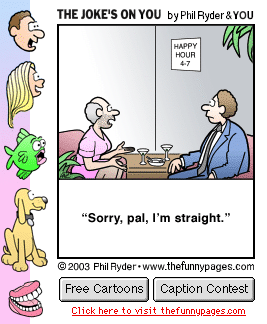 THE JOKE'S ON YOU by Phil Ryder & YOU
HAPPY
HOUR
4-7
"Sorry, pal, I'm straight."
© 2003 Phil Ryder • www.thefunnypages.com
Free Cartoons Caption Contest
Click here to visit thefunnypages.com